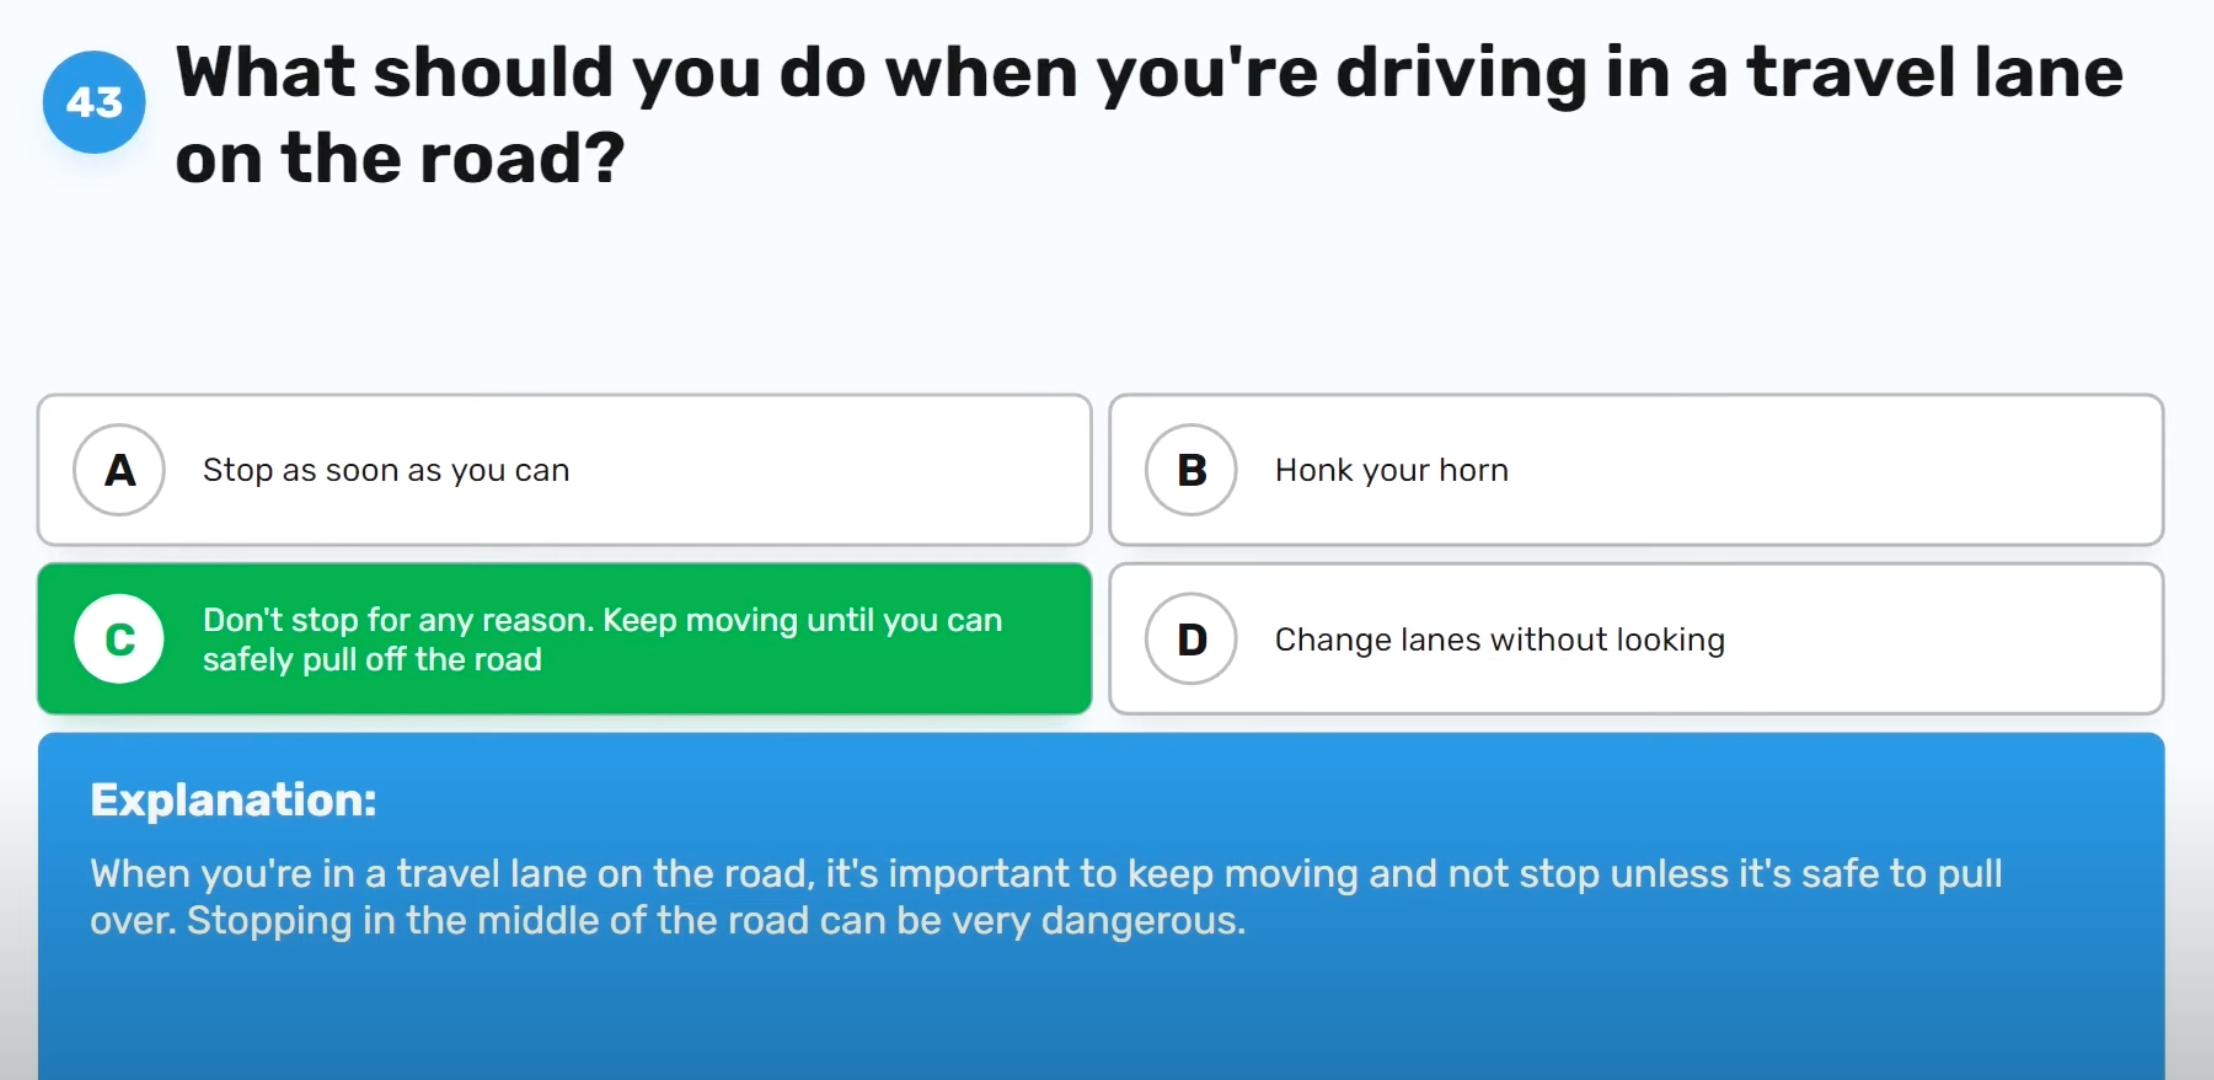 43
What should you do when you're driving in a travel lane
on the road?
A
Stop as soon as you can
B
Honk your horn
C
Don't stop for any reason. Keep moving until you can
safely pull off the road
D
Change lanes without looking
Explanation:
When you're in a travel lane on the road, it's important to keep moving and not stop unless it's safe to pull
over. Stopping in the middle of the road can be very dangerous.